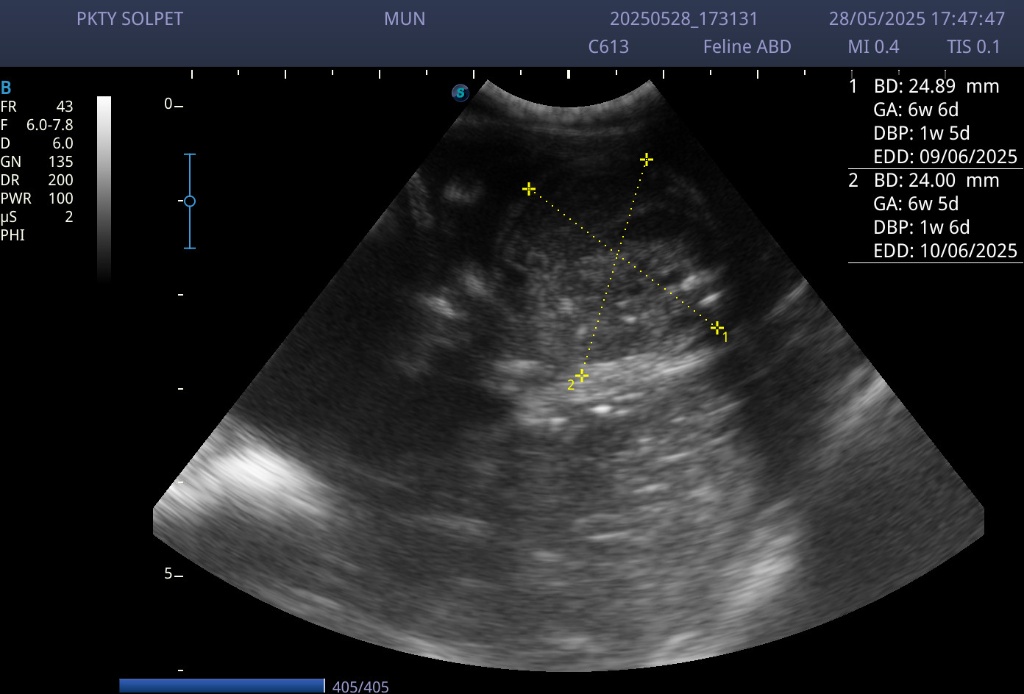 PKTY SOLPET MUN 20250528_173131 28/05/2025 17:47:47
C613 Feline ABD MI 0.4 TIS 0.1
B
FR 43
F 6.0-7.8
D 6.0
GN 135
DR 200
PWR 100
µS 2
PHI
0
5
S
1 BD: 24.89 mm
GA: 6w 6d
DBP: 1w 5d
EDD: 09/06/2025
2 BD: 24.00 mm
GA: 6w 5d
DBP: 1w 6d
EDD: 10/06/2025
1
2
405/405